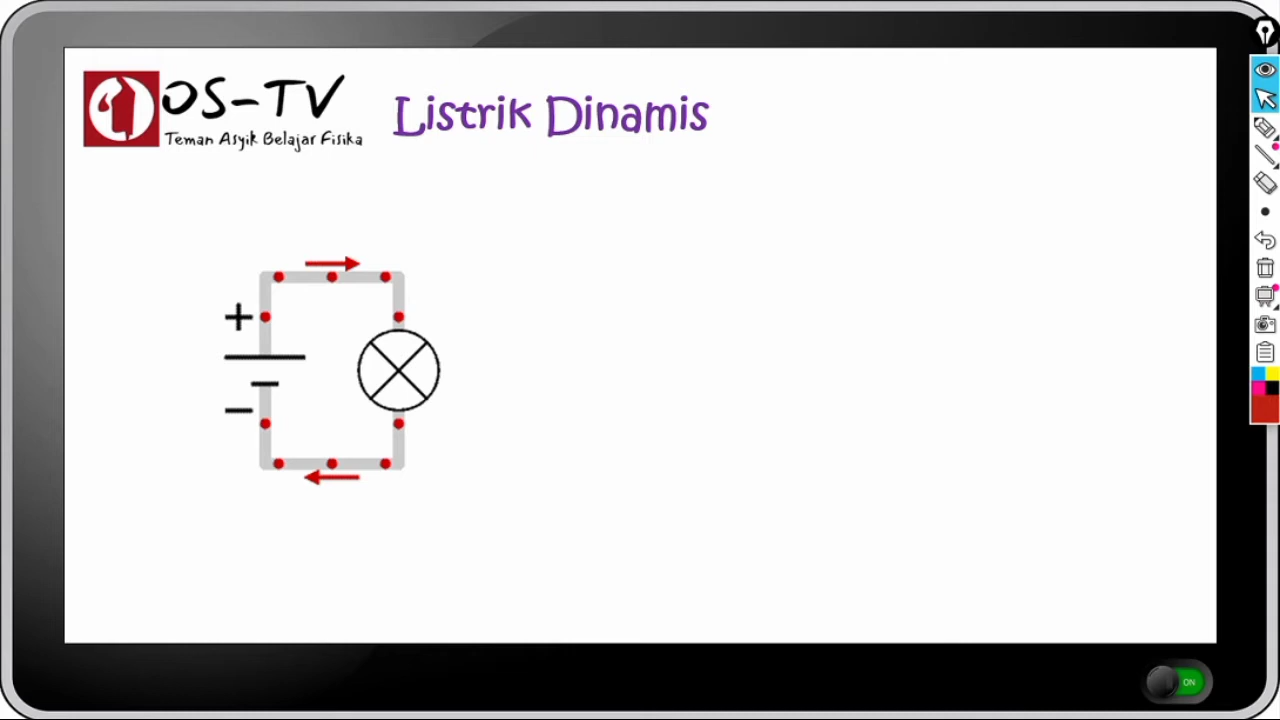 OS-TV
Teman Asyik Belajar Fisika
Listrik Dinamis
+
−
ON